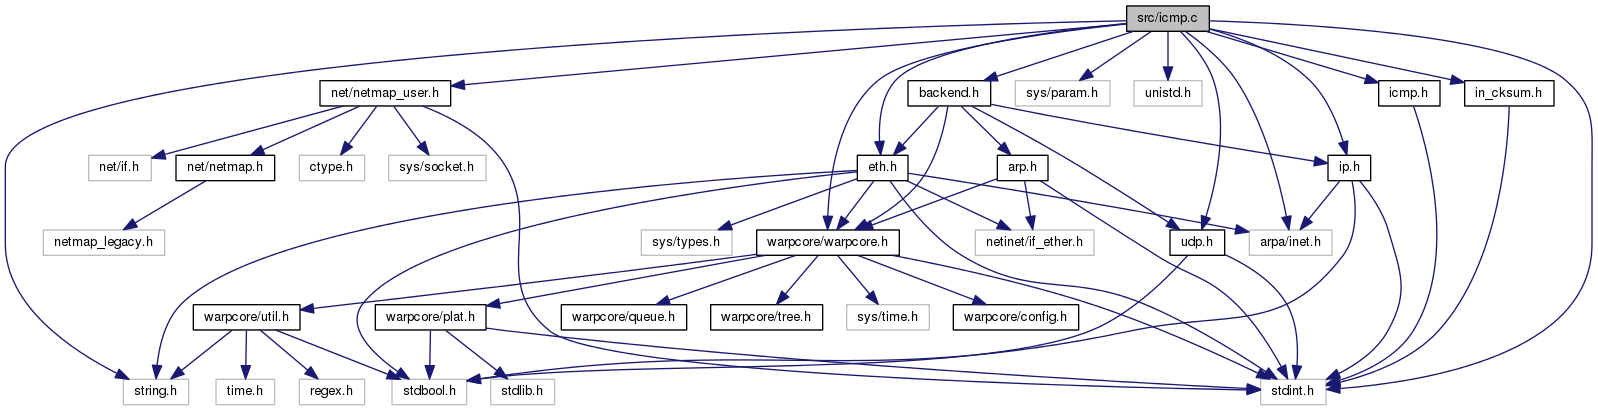 src/icmp.c
net/netmap_user.h
backend.h
sys/param.h
unistd.h
icmp.h
in_cksum.h
net/if.h
net/netmap.h
ctype.h
sys/socket.h
eth.h
arp.h
ip.h
netmap_legacy.h
sys/types.h
warpcore/warpcore.h
netinet/if_ether.h
udp.h
arpa/inet.h
warpcore/util.h
warpcore/plat.h
warpcore/queue.h
warpcore/tree.h
sys/time.h
warpcore/config.h
string.h
time.h
regex.h
stdbool.h
stdlib.h
stdint.h